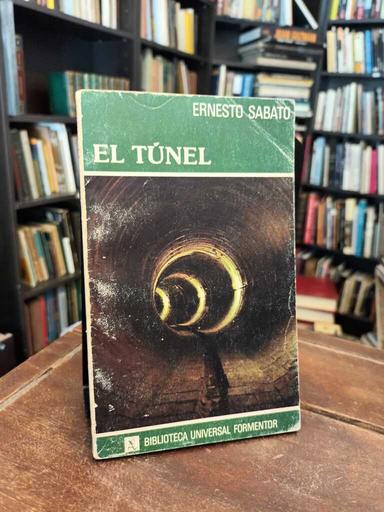 ERNESTO SABATO
EL TÚNEL
BIBLIOTECA UNIVERSAL FORMENTOR